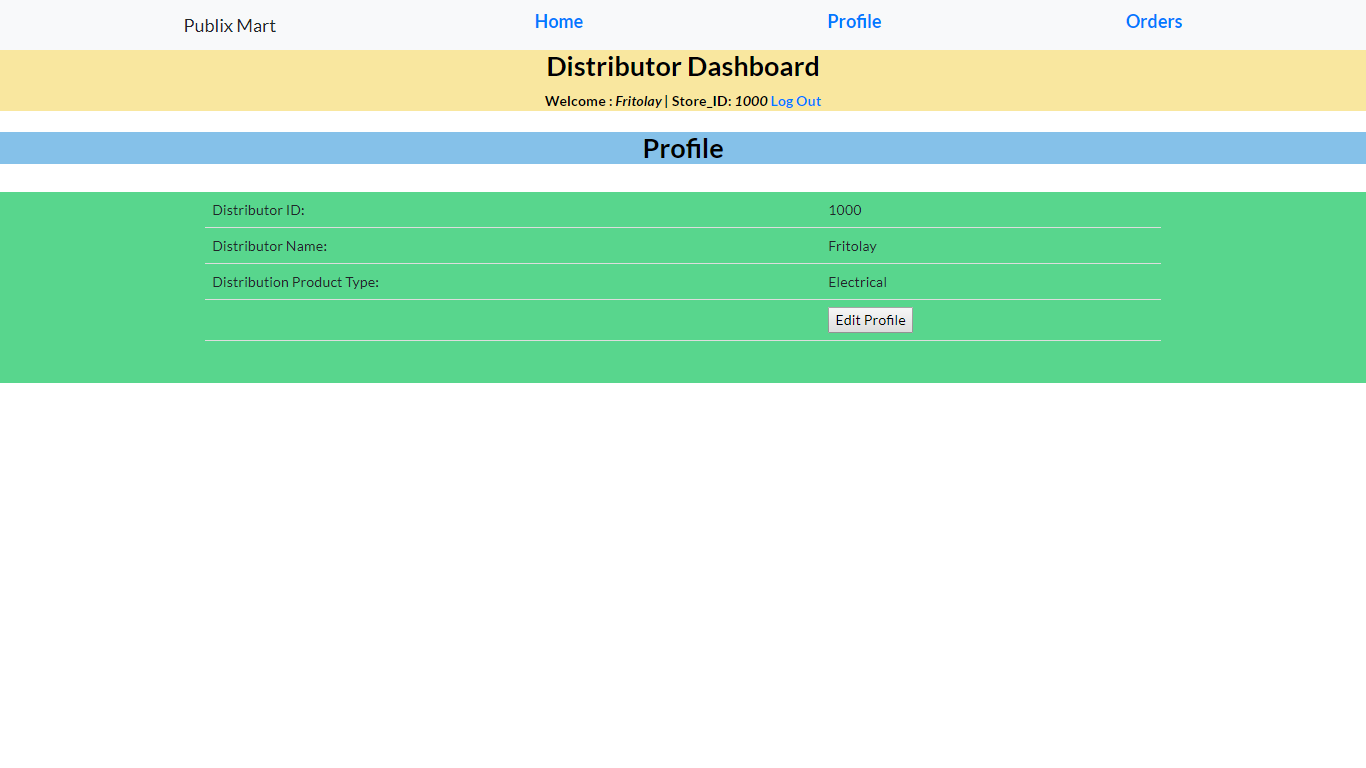 Publix Mart Home Profile Orders
Distributor Dashboard
Welcome : Fritolay | Store_ID: 1000 Log Out
Profile
Distributor ID: 1000
Distributor Name: Fritolay
Distribution Product Type: Electrical
Edit Profile